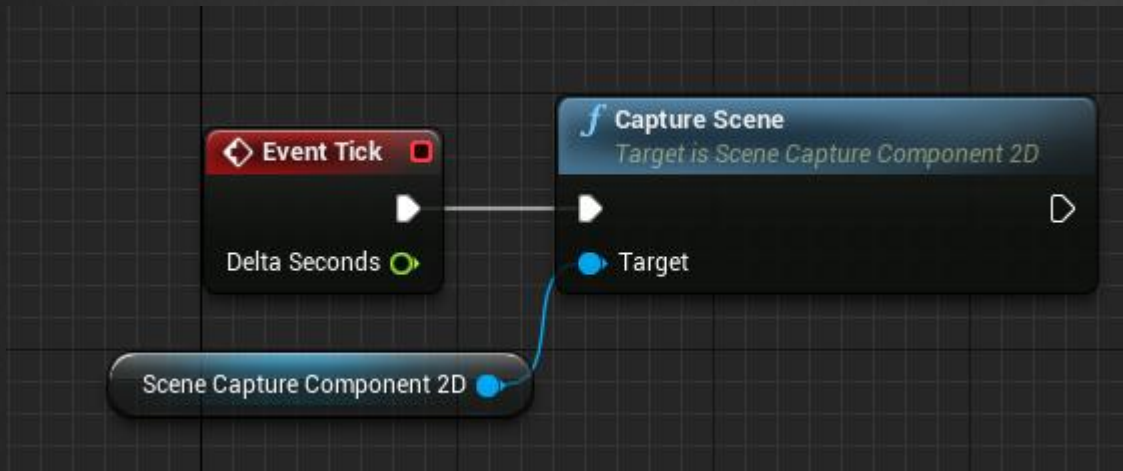 Event Tick
Delta Seconds
Capture Scene
Target is Scene Capture Component 2D
Target
Scene Capture Component 2D